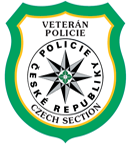 VETERÁN
POLICIE
POLICIE
ČESKÉ REPUBLIKY
CZECH SECTION